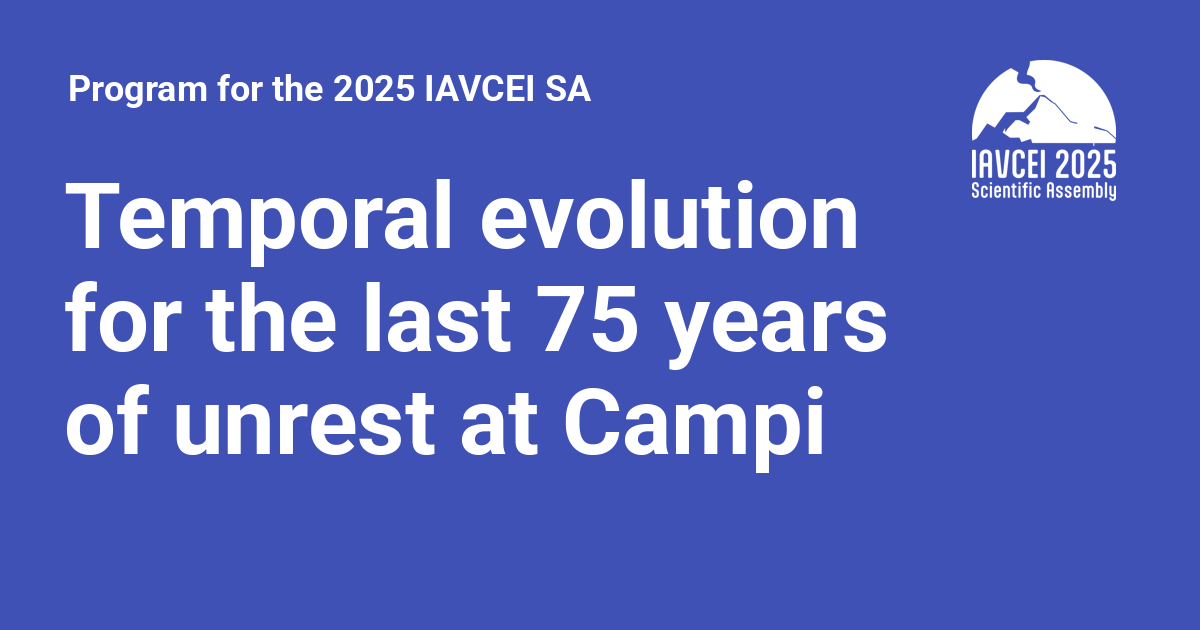 Program for the 2025 IAVCEI SA
IAVCEI 2025
Scientific Assembly
Temporal evolution
for the last 75 years
of unrest at Campi